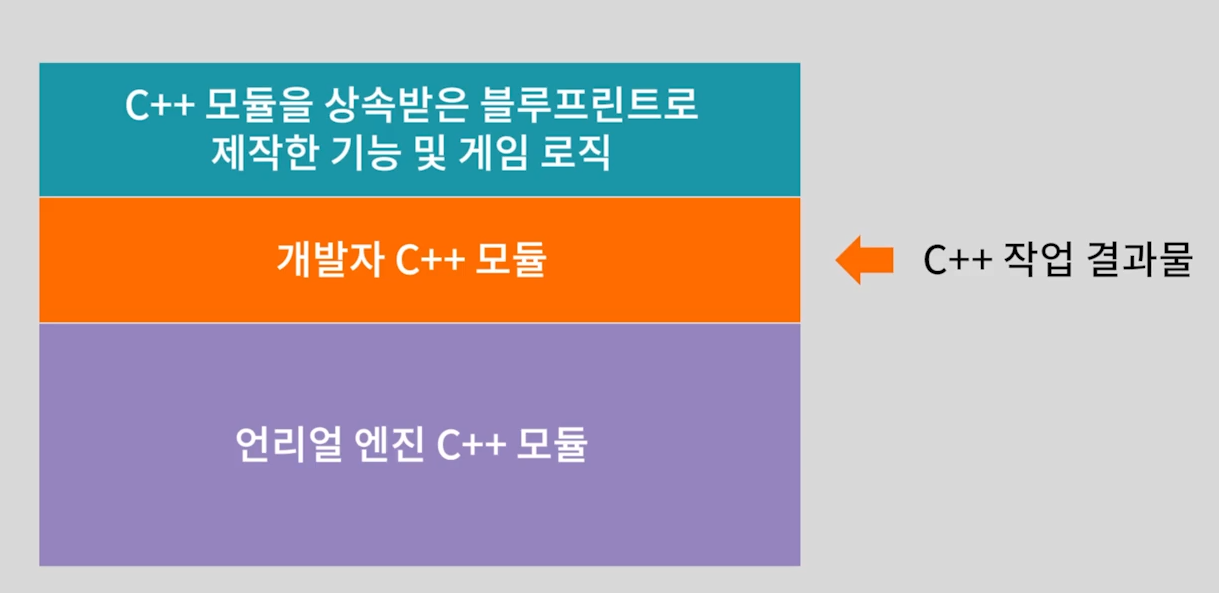 C++ 모듈을 상속받은 블루프린트로
제작한 기능 및 게임 로직
개발자 C++ 모듈
C++ 작업 결과물
언리얼 엔진 C++ 모듈